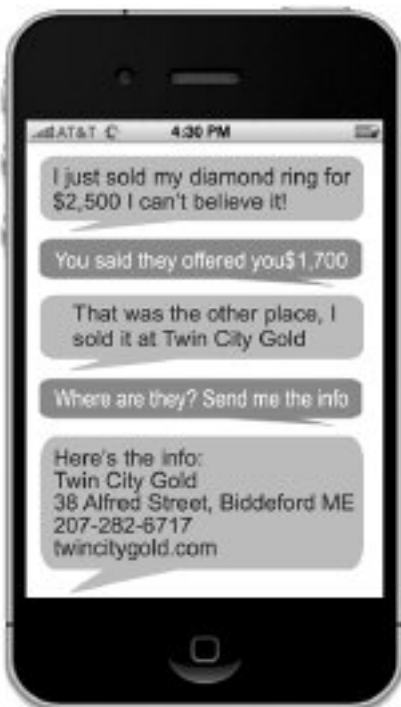 AT&T 4:30 PM
I just sold my diamond ring for
$2,500 I can't believe it!
You said they offered you$1,700
That was the other place, I
sold it at Twin City Gold
Where are they? Send me the info
Here's the info:
Twin City Gold
38 Alfred Street, Biddeford ME
207-282-6717
twincitygold.com